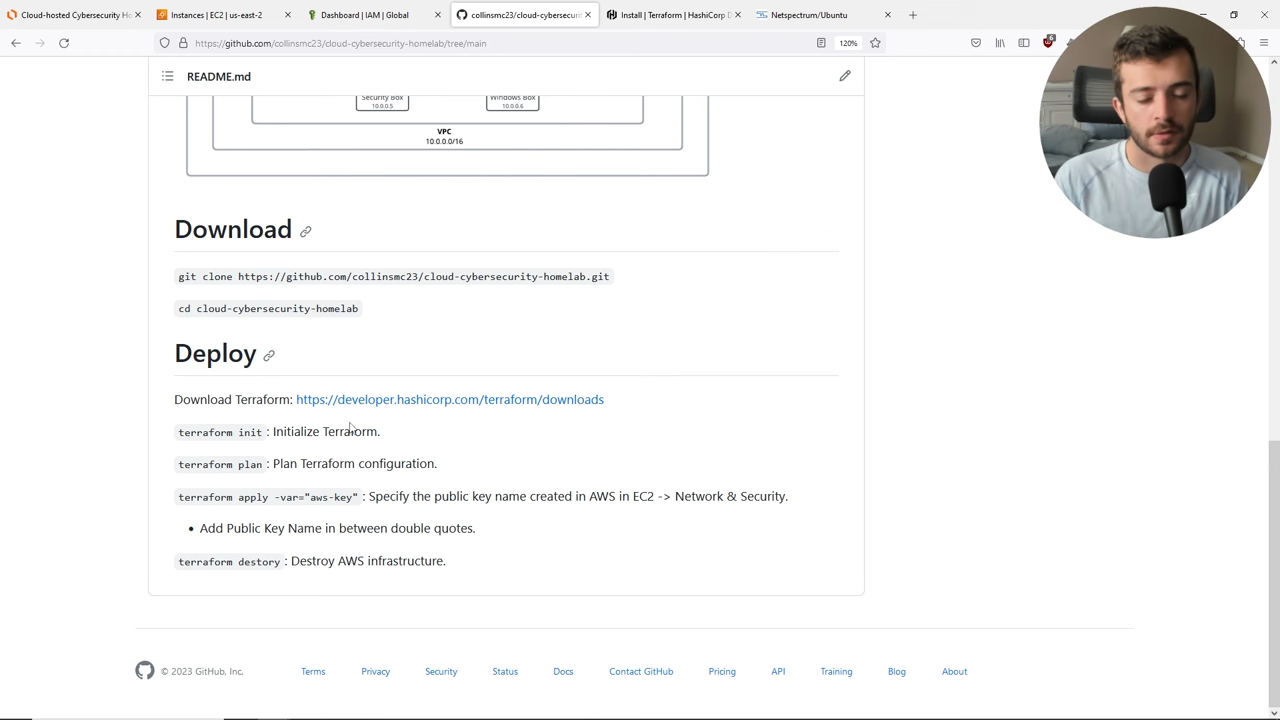 Cloud-hosted Cybersecurity Ho
Instances | EC2 | us-east-2
Dashboard | IAM | Global
collinsmc23/cloud-cybersecurit
Install | Terraform | HashiCorp D
Netspectrum/Ubuntu
https://github.com/collinsmc23/cloud-cybersecurity-homelab/tree/main
120%
6
README.md
Security Box
10.0.0.5
Windows Box
10.0.0.6
VPC
10.0.0.0/16
Download
git clone https://github.com/collinsmc23/cloud-cybersecurity-homelab.git
cd cloud-cybersecurity-homelab
Deploy
Download Terraform: https://developer.hashicorp.com/terraform/downloads
terraform init : Initialize Terraform.
terraform plan : Plan Terraform configuration.
terraform apply -var="aws-key" : Specify the public key name created in AWS in EC2 -> Network & Security.
• Add Public Key Name in between double quotes.
terraform destory : Destroy AWS infrastructure.
© 2023 GitHub, Inc. Terms Privacy Security Status Docs Contact GitHub Pricing API Training Blog About